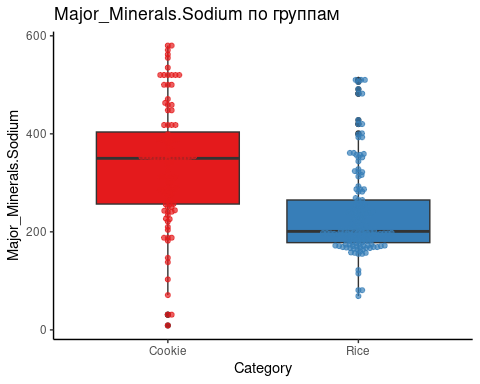 Major_Minerals.Sodium по группам
Major_Minerals.Sodium
600
400
200
0
Cookie
Rice
Category